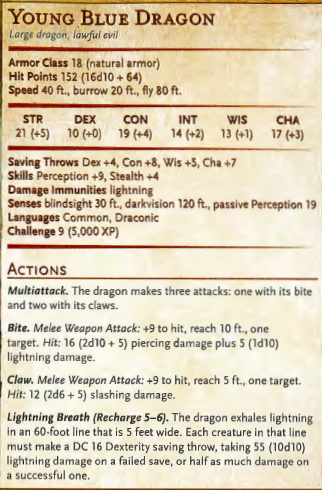 YOUNG BLUE DRAGON
Large dragon, lawful evil
Armor Class 18 (natural armor)
Hit Points 152 (16d10 + 64)
Speed 40 ft., burrow 20 ft., fly 80 ft.
STR DEX CON INT WIS CHA
21 (+5) 10 (+0) 19 (+4) 14 (+2) 13 (+1) 17 (+3)
Saving Throws Dex +4, Con +8, Wis +5, Cha +7
Skills Perception +9, Stealth +4
Damage Immunities lightning
Senses blindsight 30 ft., darkvision 120 ft., passive Perception 19
Languages Common, Draconic
Challenge 9 (5,000 XP)
ACTIONS
Multiattack. The dragon makes three attacks: one with its bite
and two with its claws.
Bite. Melee Weapon Attack: +9 to hit, reach 10 ft., one
target. Hit: 16 (2d10 + 5) piercing damage plus 5 (1d10)
lightning damage.
Claw. Melee Weapon Attack: +9 to hit, reach 5 ft., one target.
Hit: 12 (2d6 + 5) slashing damage.
Lightning Breath (Recharge 5–6). The dragon exhales lightning
in an 60-foot line that is 5 feet wide. Each creature in that line
must make a DC 16 Dexterity saving throw, taking 55 (10d10)
lightning damage on a failed save, or half as much damage on
a successful one.